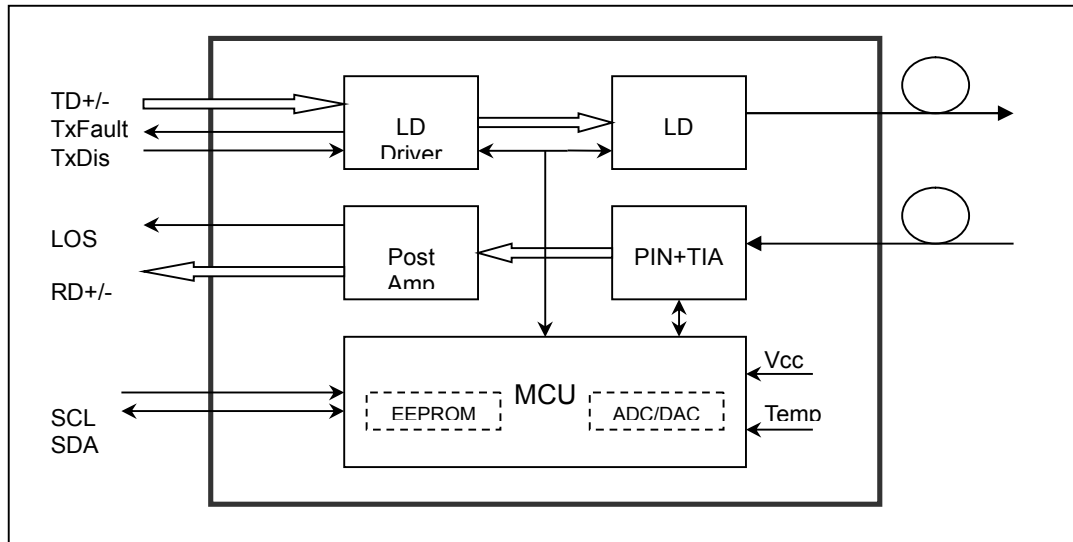 TD+/-
TxFault
TxDis
LD
Driver
LD
LOS
RD+/-
Post
Amp
PIN+TIA
SCL
SDA
MCU
EEPROM
ADC/DAC
Vcc
Temp